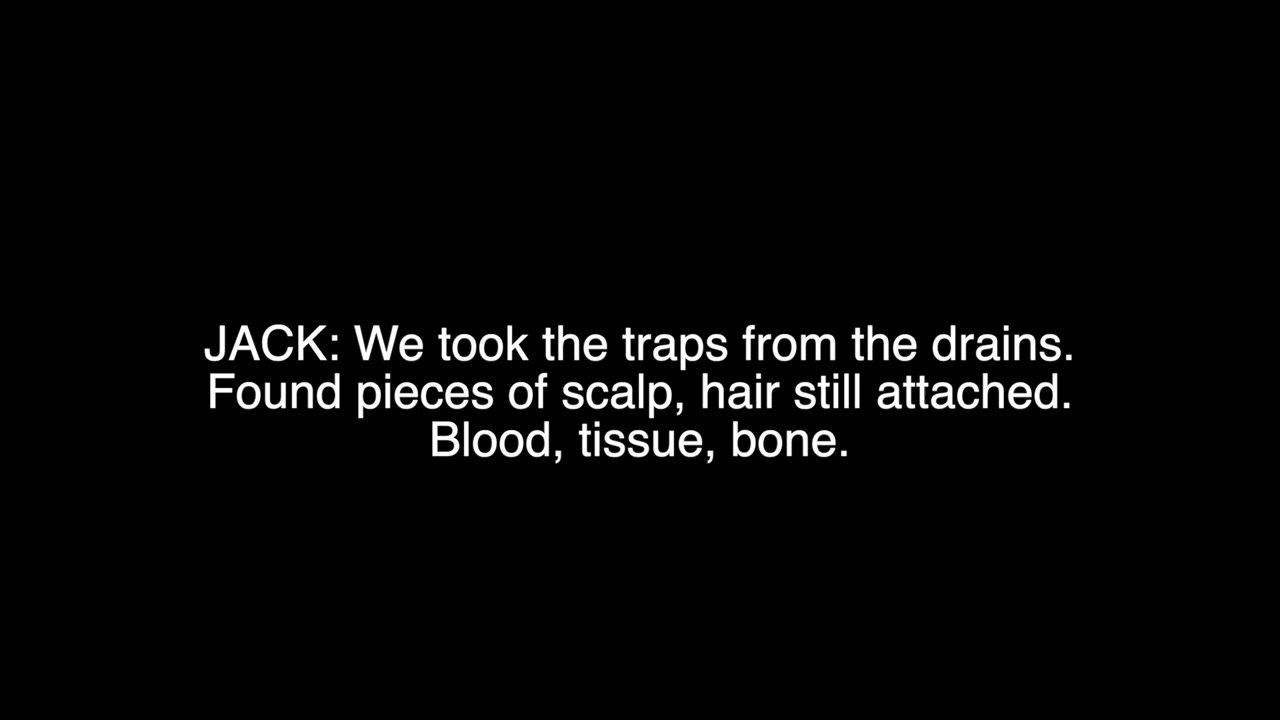 JACK: We took the traps from the drains.
Found pieces of scalp, hair still attached.
Blood, tissue, bone.